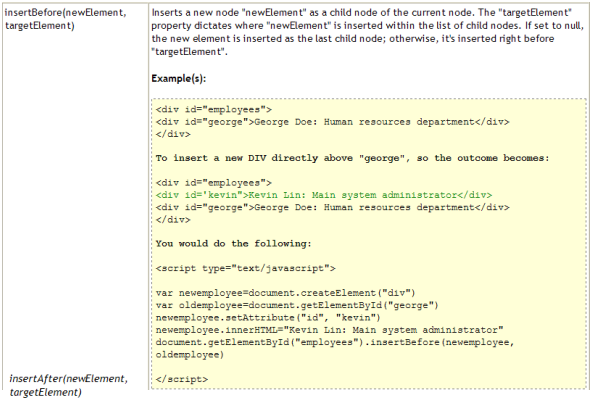 insertBefore(newElement,
targetElement)
Inserts a new node "newElement" as a child node of the current node. The "targetElement"
property dictates where "newElement" is inserted within the list of child nodes. If set to null,
the new element is inserted as the last child node; otherwise, it's inserted right before
"targetElement".
Example(s):
<div id="employees">
<div id="george">George Doe: Human resources department</div>
</div>
To insert a new DIV directly above "george", so the outcome becomes:
<div id="employees">
<div id='kevin">Kevin Lin: Main system administrator</div>
<div id="george">George Doe: Human resources department</div>
</div>
You would do the following:
<script type="text/javascript">
var newemployee=document.createElement("div")
var oldemployee=document.getElementById("george")
newemployee.setAttribute("id", "kevin")
newemployee.innerHTML="Kevin Lin: Main system administrator"
document.getElementById("employees").insertBefore(newemployee,
oldemployee)
</script>
insertAfter(newElement,
targetElement)